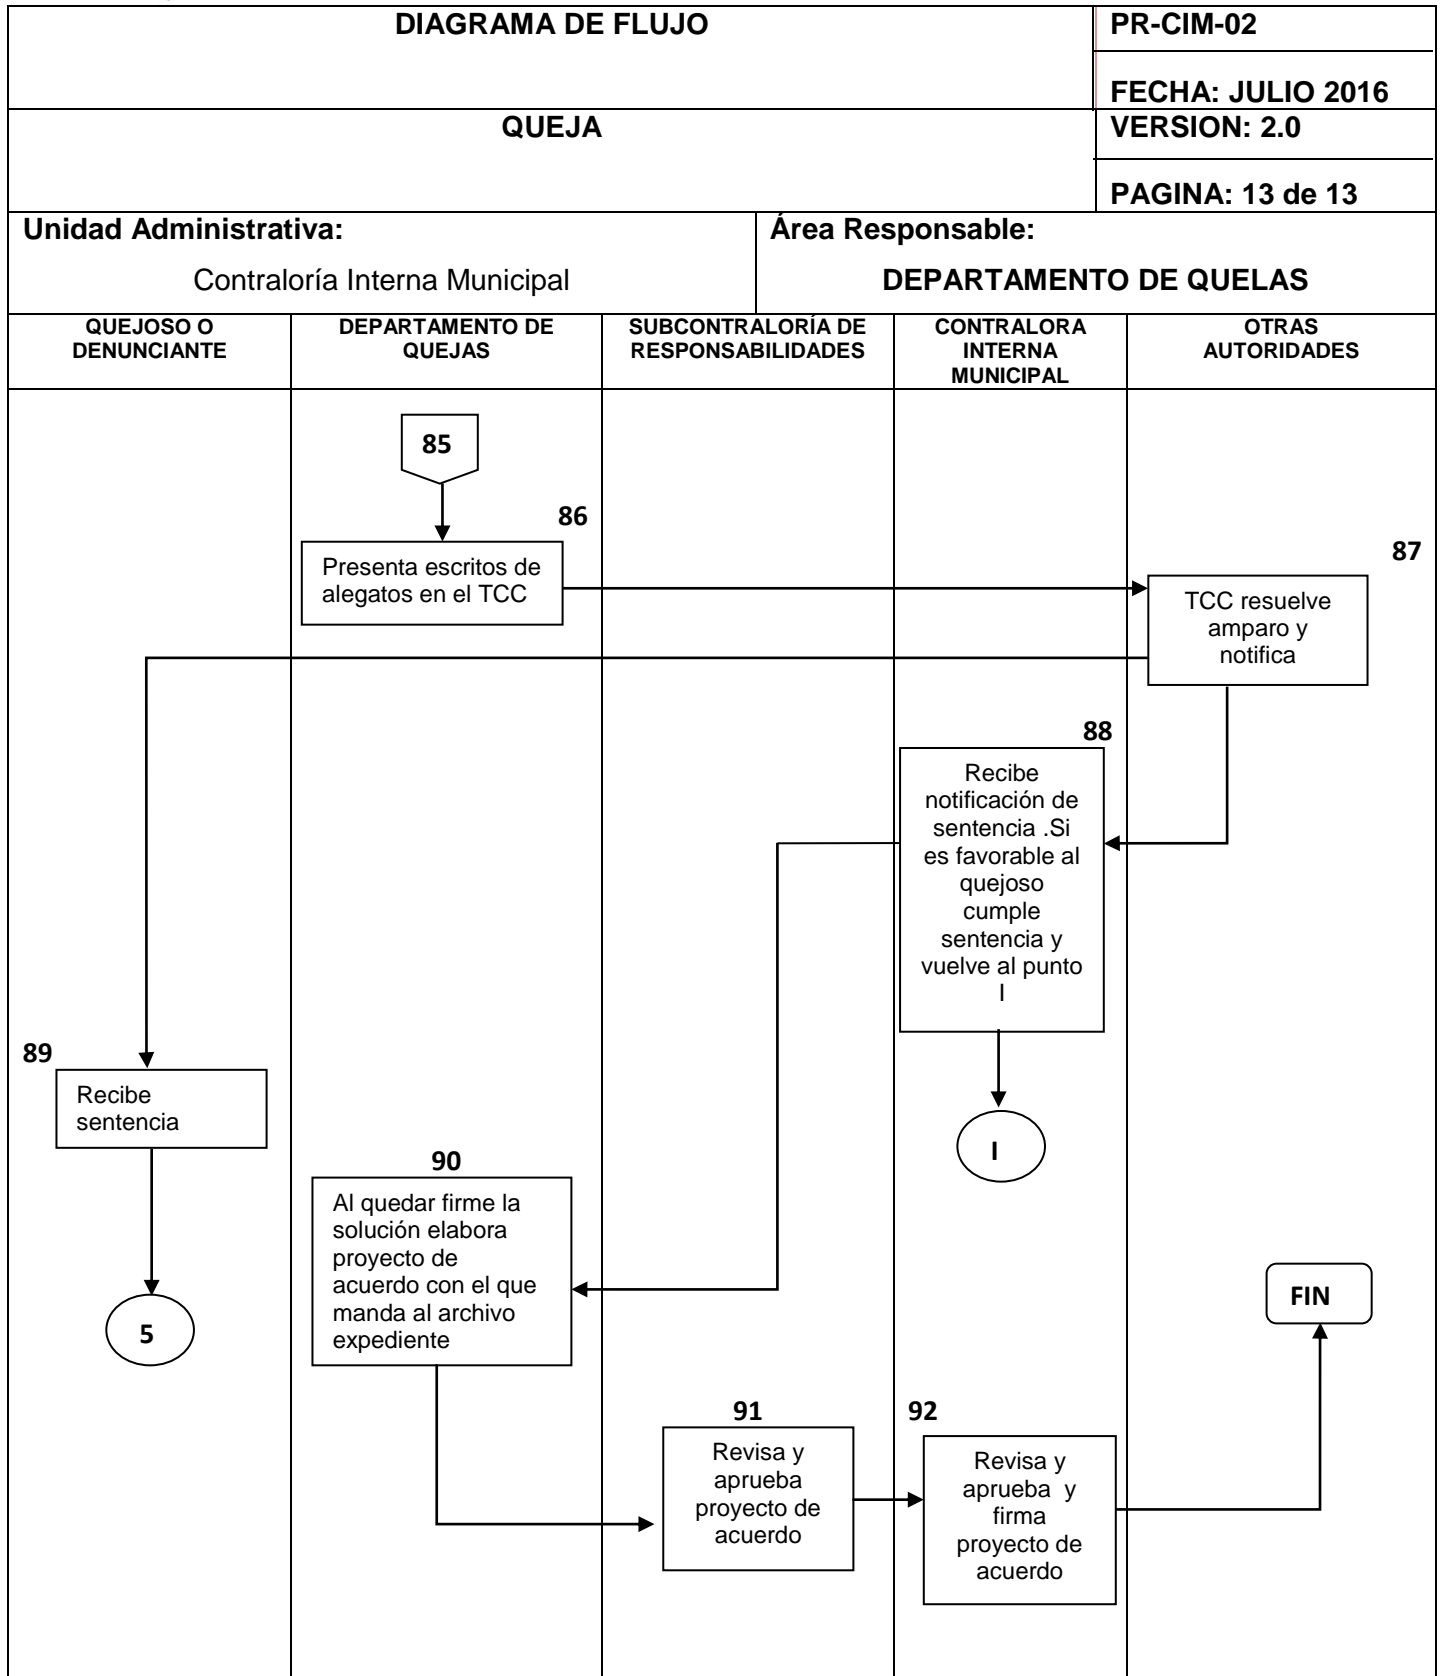 DIAGRAMA DE FLUJO
PR-CIM-02
FECHA: JULIO 2016
QUEJA
VERSION: 2.0
PAGINA: 13 de 13
Unidad Administrativa:
Contraloría Interna Municipal
Área Responsable:
DEPARTAMENTO DE QUELAS
QUEJOSO O
DENUNCIANTE
DEPARTAMENTO DE
QUEJAS
SUBCONTRALORÍA DE
RESPONSABILIDADES
CONTRALORA
INTERNA
MUNICIPAL
OTRAS
AUTORIDADES
85
86
Presenta escritos de
alegatos en el TCC
87
TCC resuelve
amparo y
notifica
88
Recibe
notificación de
sentencia .Si
es favorable al
quejoso
cumple
sentencia y
vuelve al punto
I
I
89
Recibe
sentencia
5
90
Al quedar firme la
solución elabora
proyecto de
acuerdo con el que
manda al archivo
expediente
91
Revisa y
aprueba
proyecto de
acuerdo
92
Revisa y
aprueba  y
firma
proyecto de
acuerdo
FIN